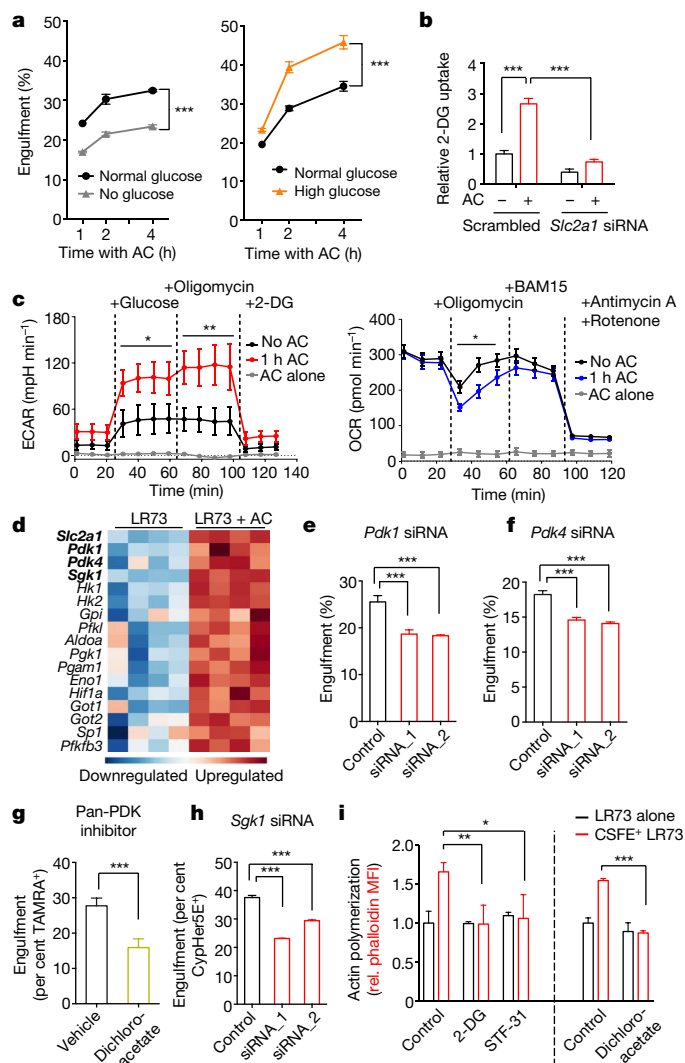 a
50
40
30
20
10
0
Engulfment (%)
***
Normal glucose
No glucose
1 2 4
Time with AC (h)
50
40
30
20
10
0
***
Normal glucose
High glucose
1 2 4
Time with AC (h)
b
Relative 2-DG uptake
4
3
2
1
0
*** ***
AC − + − +
Scrambled Slc2a1 siRNA
c
+Oligomycin
+Glucose +2-DG
ECAR (mpH min−1)
180
120
60
0
* **
No AC
1 h AC
AC alone
0 20 40 60 80 100 120 140
Time (min)
+BAM15
+Oligomycin +Antimycin A
+Rotenone
OCR (pmol min−1)
400
300
200
100
0
*
No AC
1 h AC
AC alone
0 20 40 60 80 100 120
Time (min)
d
LR73 LR73 + AC
Slc2a1
Pdk1
Pdk4
Sgk1
Hk1
Hk2
Gpi
Pfkl
Aldoa
Pgk1
Pgam1
Eno1
Hif1a
Got1
Got2
Sp1
Pfkfb3
Downregulated Upregulated
e
Pdk1 siRNA
***
***
Engulfment (%)
30
20
10
0
Control
siRNA_1
siRNA_2
f
Pdk4 siRNA
***
***
Engulfment (%)
20
15
10
5
0
Control
siRNA_1
siRNA_2
g
Pan-PDK
inhibitor
***
Engulfment
(per cent TAMRA+)
40
30
20
10
0
Vehicle
Dichloro-
acetate
h
Sgk1 siRNA
***
***
Engulfment (per cent
CypHer5E+)
50
40
30
20
10
0
Control
siRNA_1
siRNA_2
i
LR73 alone
CSFE+ LR73
*
**
***
Actin polymerization
(rel. phalloidin MFI)
2.0
1.5
1.0
0
Control
2-DG
STF-31
Control
Dichloro-
acetate